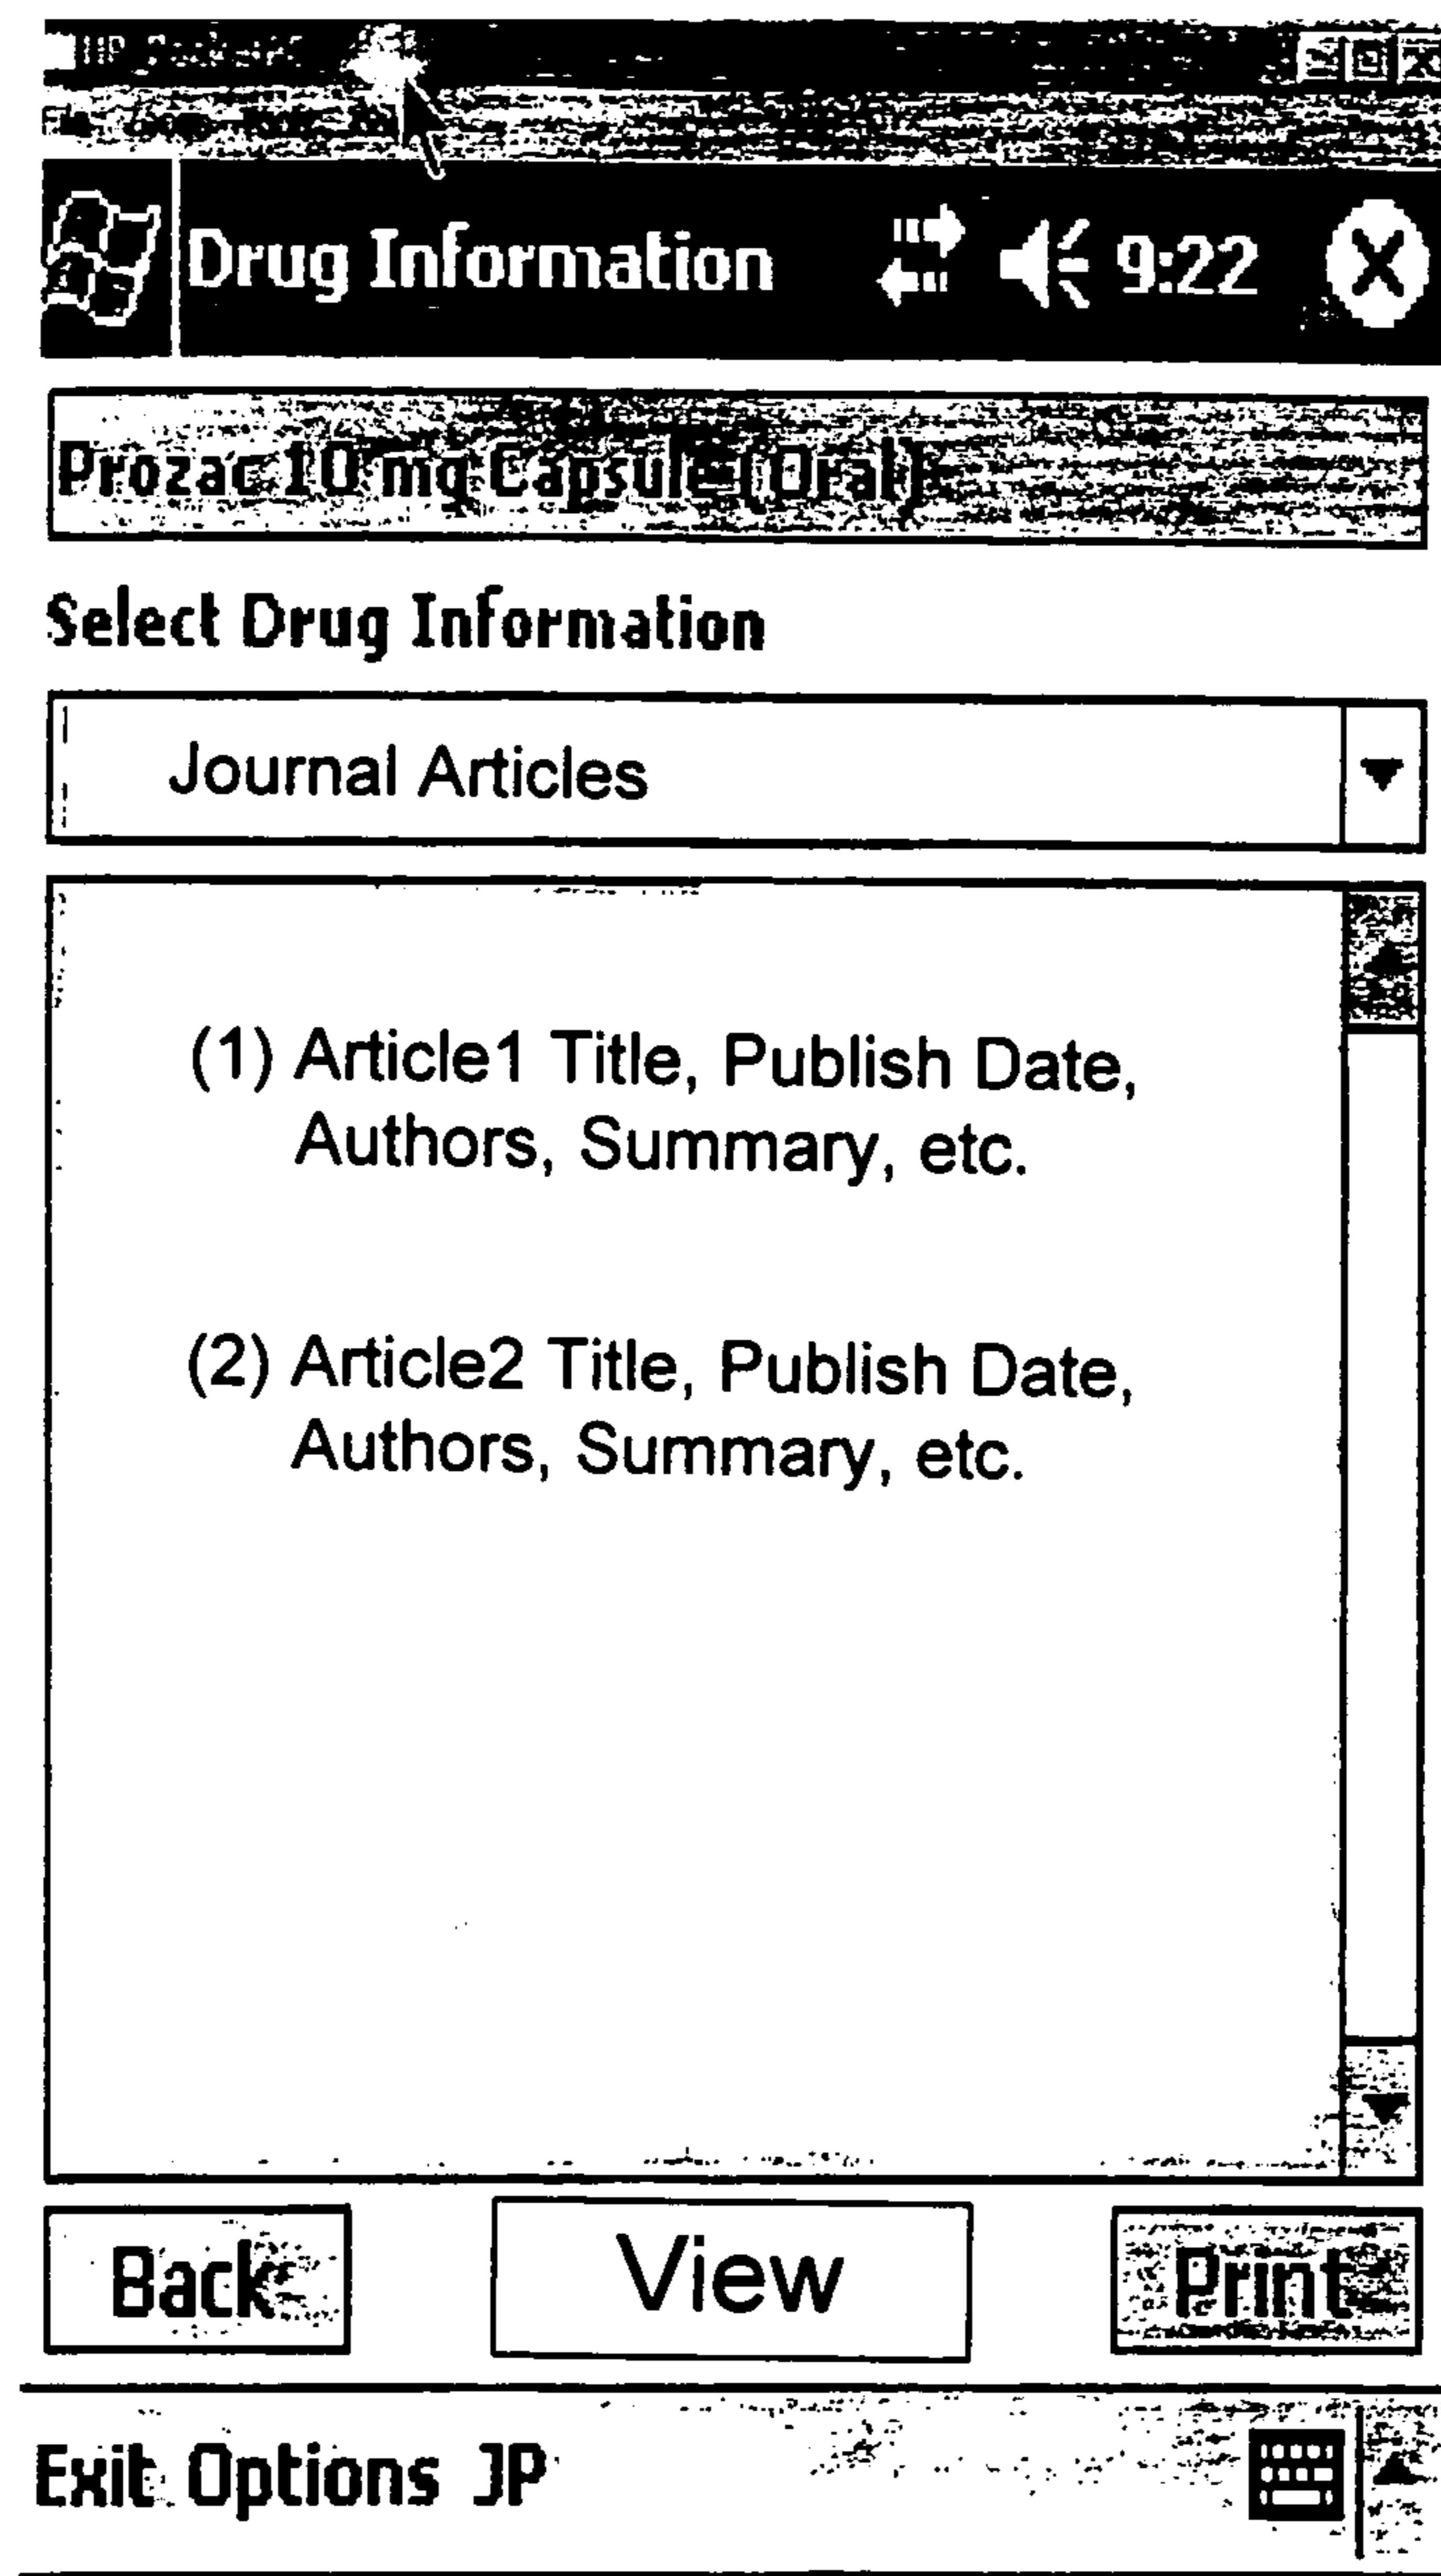 Drug Information 9:22
Prozac 10 mg Capsule (Oral)
Select Drug Information
Journal Articles
(1) Article1 Title, Publish Date,
Authors, Summary, etc.
(2) Article2 Title, Publish Date,
Authors, Summary, etc.
Back View Print
Exit Options JP